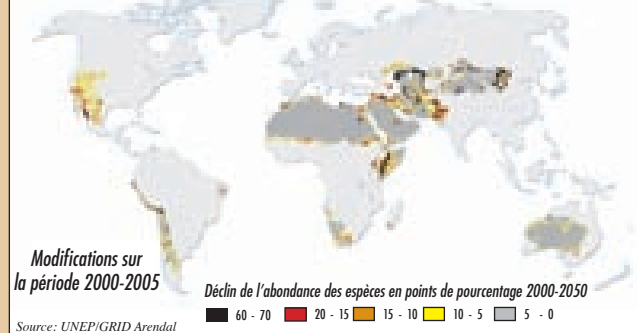 Modifications sur
la période 2000-2005
Déclin de l'abondance des espèces en points de pourcentage 2000-2050
60 - 70 20 - 15 15 - 10 10 - 5 5 - 0
Source: UNEP/GRID Arendal